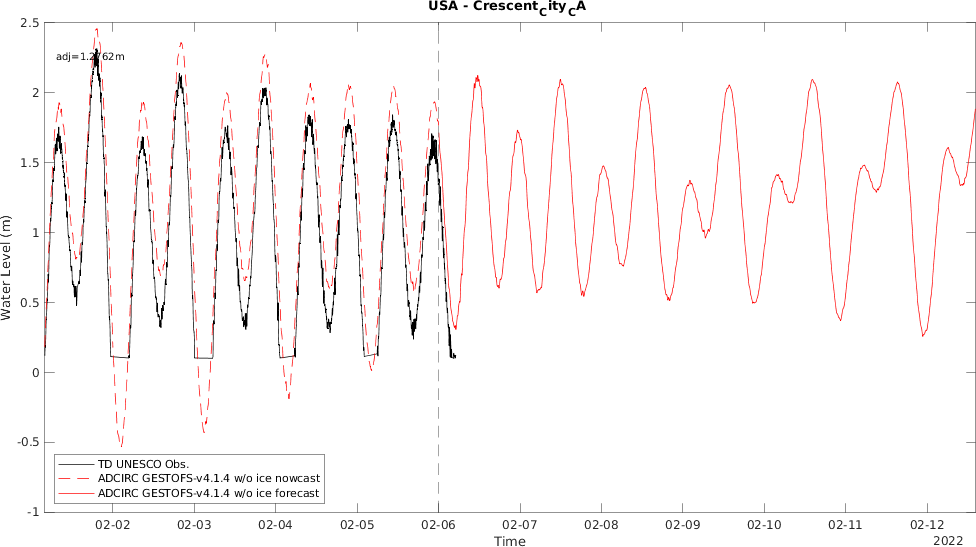 USA - Crescent_City_CA
adj=1.2762m
2.5
2
1.5
1
0.5
0
-0.5
-1
Water Level (m)
TD UNESCO Obs.
ADCIRC GESTOFS-v4.1.4 w/o ice nowcast
ADCIRC GESTOFS-v4.1.4 w/o ice forecast
02-02 02-03 02-04 02-05 02-06 02-07 02-08 02-09 02-10 02-11 02-12
Time
2022